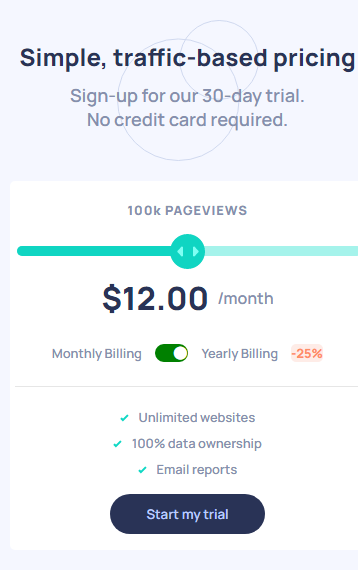 Simple, traffic-based pricing
Sign-up for our 30-day trial.
No credit card required.
100k PAGEVIEWS
$12.00 /month
Monthly Billing Yearly Billing -25%
Unlimited websites
100% data ownership
Email reports
Start my trial